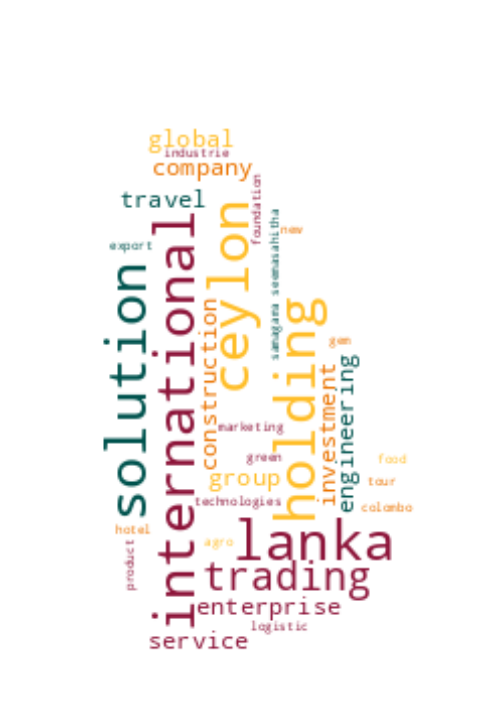 global
industrie
company
travel
foundation
international
ceylon
samagama seemasahitha
new
export
solution
holding
construction
gem
engineering
investment
marketing
green
food
group
tour
technologies
colombo
hotel
lanka
agro
product
trading
enterprise
logistic
service